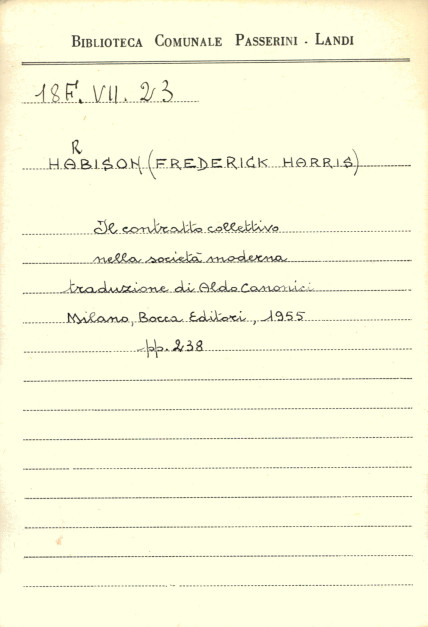 BIBLIOTECA COMUNALE PASSERINI - LANDI
18F. VII. 23
R
HABISON (FREDERICK HARRIS)
Il contratto collettivo
nella società moderna
traduzione di Aldo Canonici
Milano, Bocca Editori, 1955
pp. 238